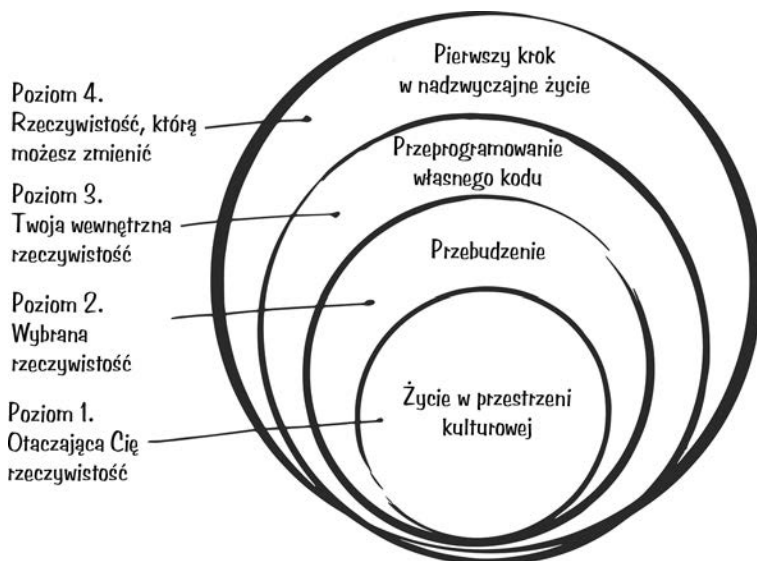 Pierwszy krok
w nadzwyczajne życie
Poziom 4.
Rzeczywistość, którą
możesz zmienić
Przeprogramowanie
własnego kodu
Poziom 3.
Twoja wewnętrzna
rzeczywistość
Przebudzenie
Poziom 2.
Wybrana
rzeczywistość
Życie w przestrzeni
kulturowej
Poziom 1.
Otaczająca Cię
rzeczywistość